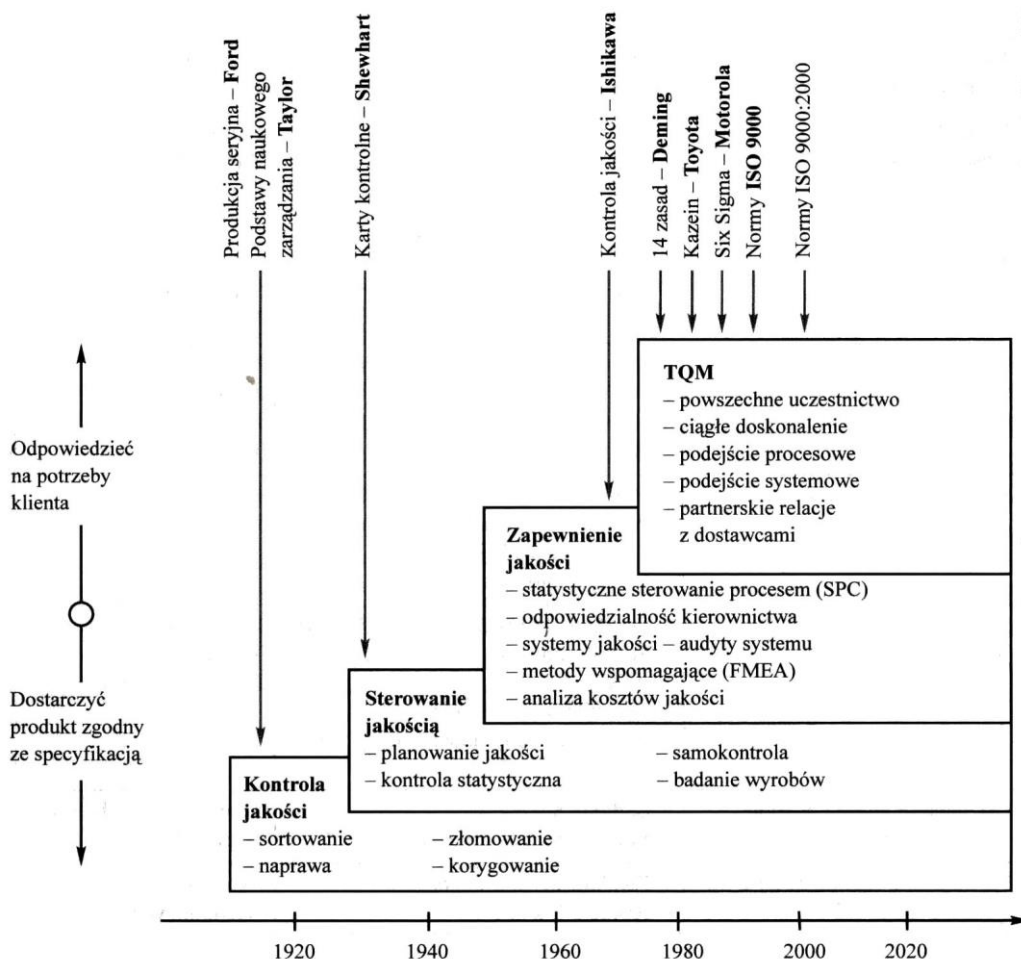 Produkcja seryjna – Ford
Podstawy naukowego
zarządzania – Taylor
Karty kontrolne – Shewhart
Kontrola jakości – Ishikawa
14 zasad – Deming
Kazein – Toyota
Six Sigma – Motorola
Normy ISO 9000
Normy ISO 9000:2000
Odpowiedzieć
na potrzeby
klienta
Dostarczyć
produkt zgodny
ze specyfikacją
TQM
– powszechne uczestnictwo
– ciągłe doskonalenie
– podejście procesowe
– podejście systemowe
– partnerskie relacje
z dostawcami
Zapewnienie
jakości
– statystyczne sterowanie procesem (SPC)
– odpowiedzialność kierownictwa
– systemy jakości – audyty systemu
– metody wspomagające (FMEA)
– analiza kosztów jakości
Sterowanie
jakością
– planowanie jakości – samokontrola
– kontrola statystyczna – badanie wyrobów
Kontrola
jakości
– sortowanie – złomowanie
– naprawa – korygowanie
1920 1940 1960 1980 2000 2020